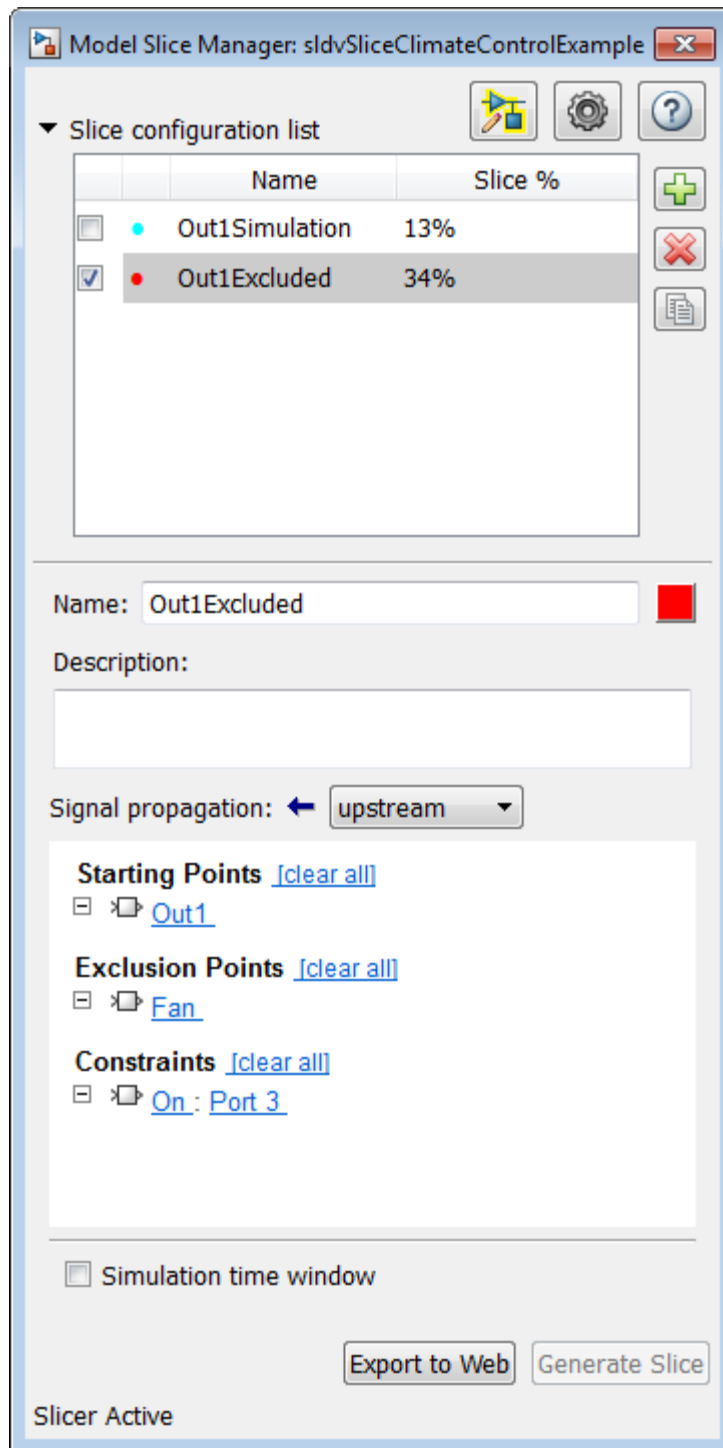 Model Slice Manager: sldvSliceClimateControlExample
Slice configuration list
Name Slice %
Out1Simulation 13%
Out1Excluded 34%
Name: Out1Excluded
Description:
Signal propagation: upstream
Starting Points [clear all]
Out1
Exclusion Points [clear all]
Fan
Constraints [clear all]
On : Port 3
Simulation time window
Export to Web Generate Slice
Slicer Active